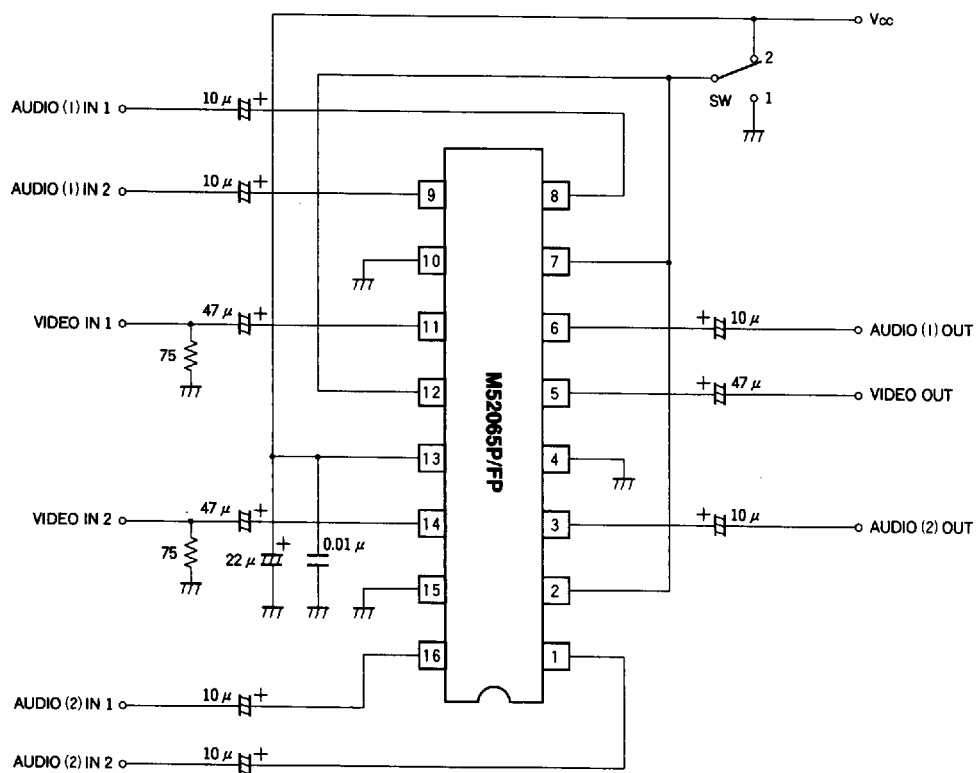 Vcc
2
SW
1
AUDIO (1) IN 1
10 μ +
AUDIO (1) IN 2
10 μ +
9
8
10
7
VIDEO IN 1
47 μ +
75
11
6
+ 10 μ
AUDIO (1) OUT
12
5
+ 47 μ
VIDEO OUT
M52065P/FP
13
4
VIDEO IN 2
47 μ +
75
14
3
+ 10 μ
AUDIO (2) OUT
22 μ +
0.01 μ
15
2
16
1
AUDIO (2) IN 1
10 μ +
AUDIO (2) IN 2
10 μ +